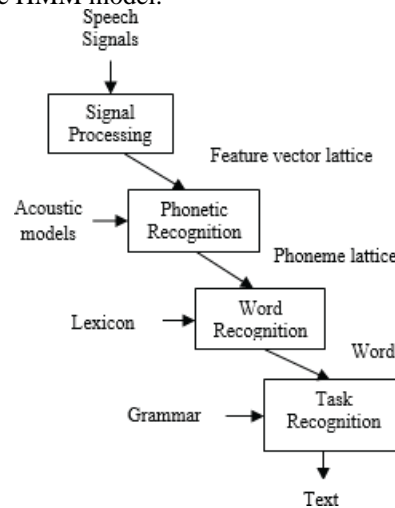 e HMM model.
Speech
Signals
Signal
Processing
Feature vector lattice
Acoustic
models
Phonetic
Recognition
Phoneme lattice
Lexicon
Word
Recognition
Word
Grammar
Task
Recognition
Text